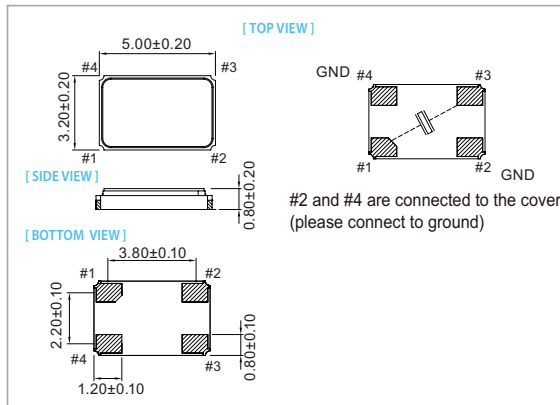 [ TOP VIEW ]
5.00±0.20
#4
#3
3.20±0.20
#1
#2
GND
#4
#3
#1
#2
GND
#2 and #4 are connected to the cover
(please connect to ground)
[ SIDE VIEW ]
0.80±0.20
[ BOTTOM VIEW ]
3.80±0.10
#1
#2
2.20±0.10
#4
#3
0.80±0.10
1.20±0.10